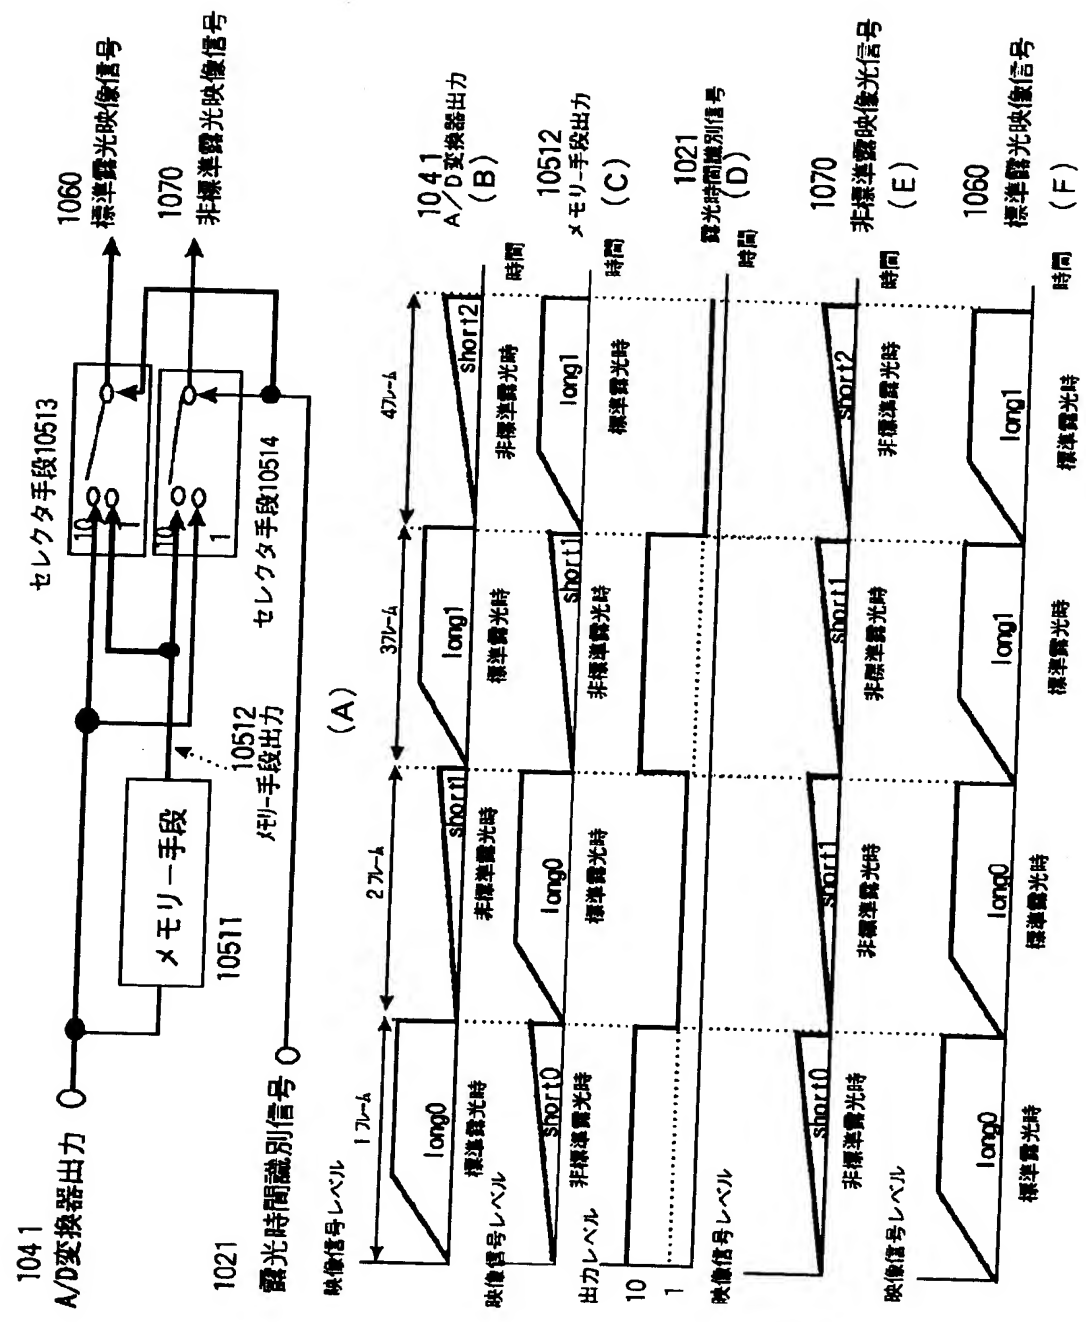 1041
A/D変換器出力
1021
露光時間識別信号
メモリー手段
10511
10512
メモリー手段出力
セレクタ手段10513
10
1
セレクタ手段10514
10
1
1060
標準露光映像信号
1070
非標準露光映像信号
(A)
映像信号レベル
1フレーム
2フレーム
3フレーム
4フレーム
long0
short1
long1
short2
標準露光時
非標準露光時
標準露光時
非標準露光時
時間
1041
A/D変換器出力
(B)
映像信号レベル
short0
long0
short1
long1
非標準露光時
標準露光時
非標準露光時
標準露光時
時間
10512
メモリー手段出力
(C)
出力レベル
10
1
時間
1021
露光時間識別信号
(D)
映像信号レベル
short0
short1
short1
short2
非標準露光時
非標準露光時
非標準露光時
非標準露光時
時間
1070
非標準露映像光信号
(E)
映像信号レベル
long0
long0
long1
long1
標準露光時
標準露光時
標準露光時
標準露光時
時間
1060
標準露光映像信号
(F)